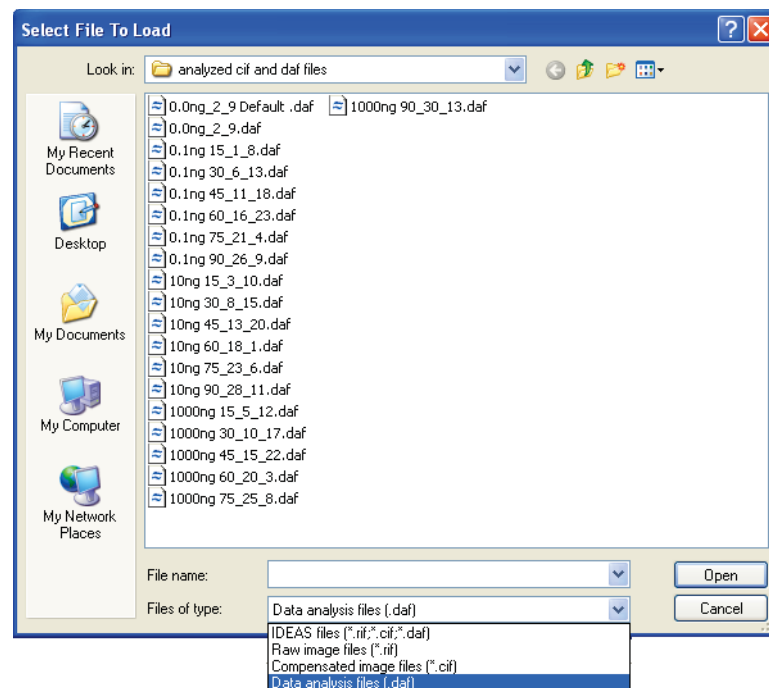 Select File To Load
Look in: analyzed cif and daf files
My Recent
Documents
Desktop
My Documents
My Computer
My Network
Places
0.0ng_2_9 Default .daf
0.0ng_2_9.daf
0.1ng 15_1_8.daf
0.1ng 30_6_13.daf
0.1ng 45_11_18.daf
0.1ng 60_16_23.daf
0.1ng 75_21_4.daf
0.1ng 90_26_9.daf
10ng 15_3_10.daf
10ng 30_8_15.daf
10ng 45_13_20.daf
10ng 60_18_1.daf
10ng 75_23_6.daf
10ng 90_28_11.daf
1000ng 15_5_12.daf
1000ng 30_10_17.daf
1000ng 45_15_22.daf
1000ng 60_20_3.daf
1000ng 75_25_8.daf
1000ng 90_30_13.daf
File name:
Open
Files of type: Data analysis files (.daf)
Cancel
IDEAS files (*.rif;*.cif;*.daf)
Raw image files (*.rif)
Compensated image files (*.cif)
Data analysis files (.daf)